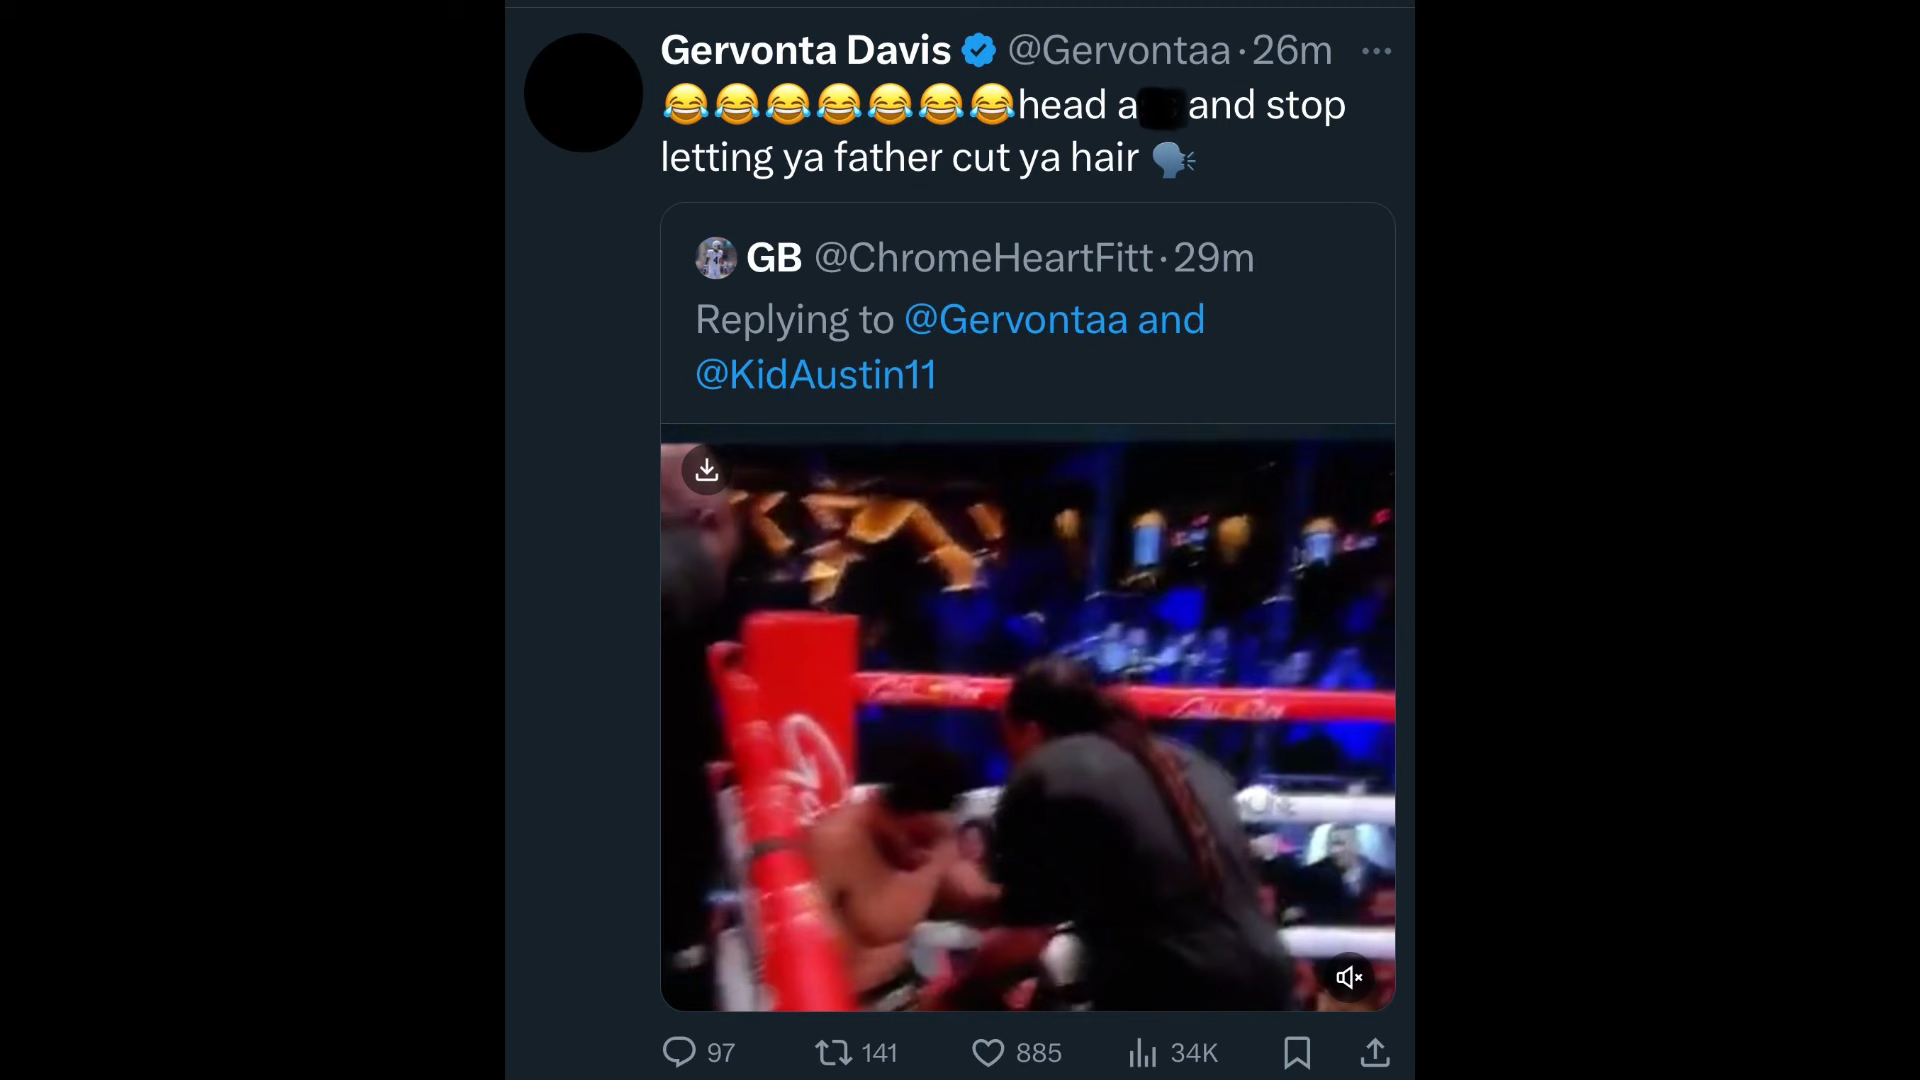 Gervonta Davis @Gervontaa · 26m
😂😂😂😂😂😂😂head a and stop
letting ya father cut ya hair 🗣️
GB @ChromeHeartFitt · 29m
Replying to @Gervontaa and
@KidAustin11
97 141 885 34K